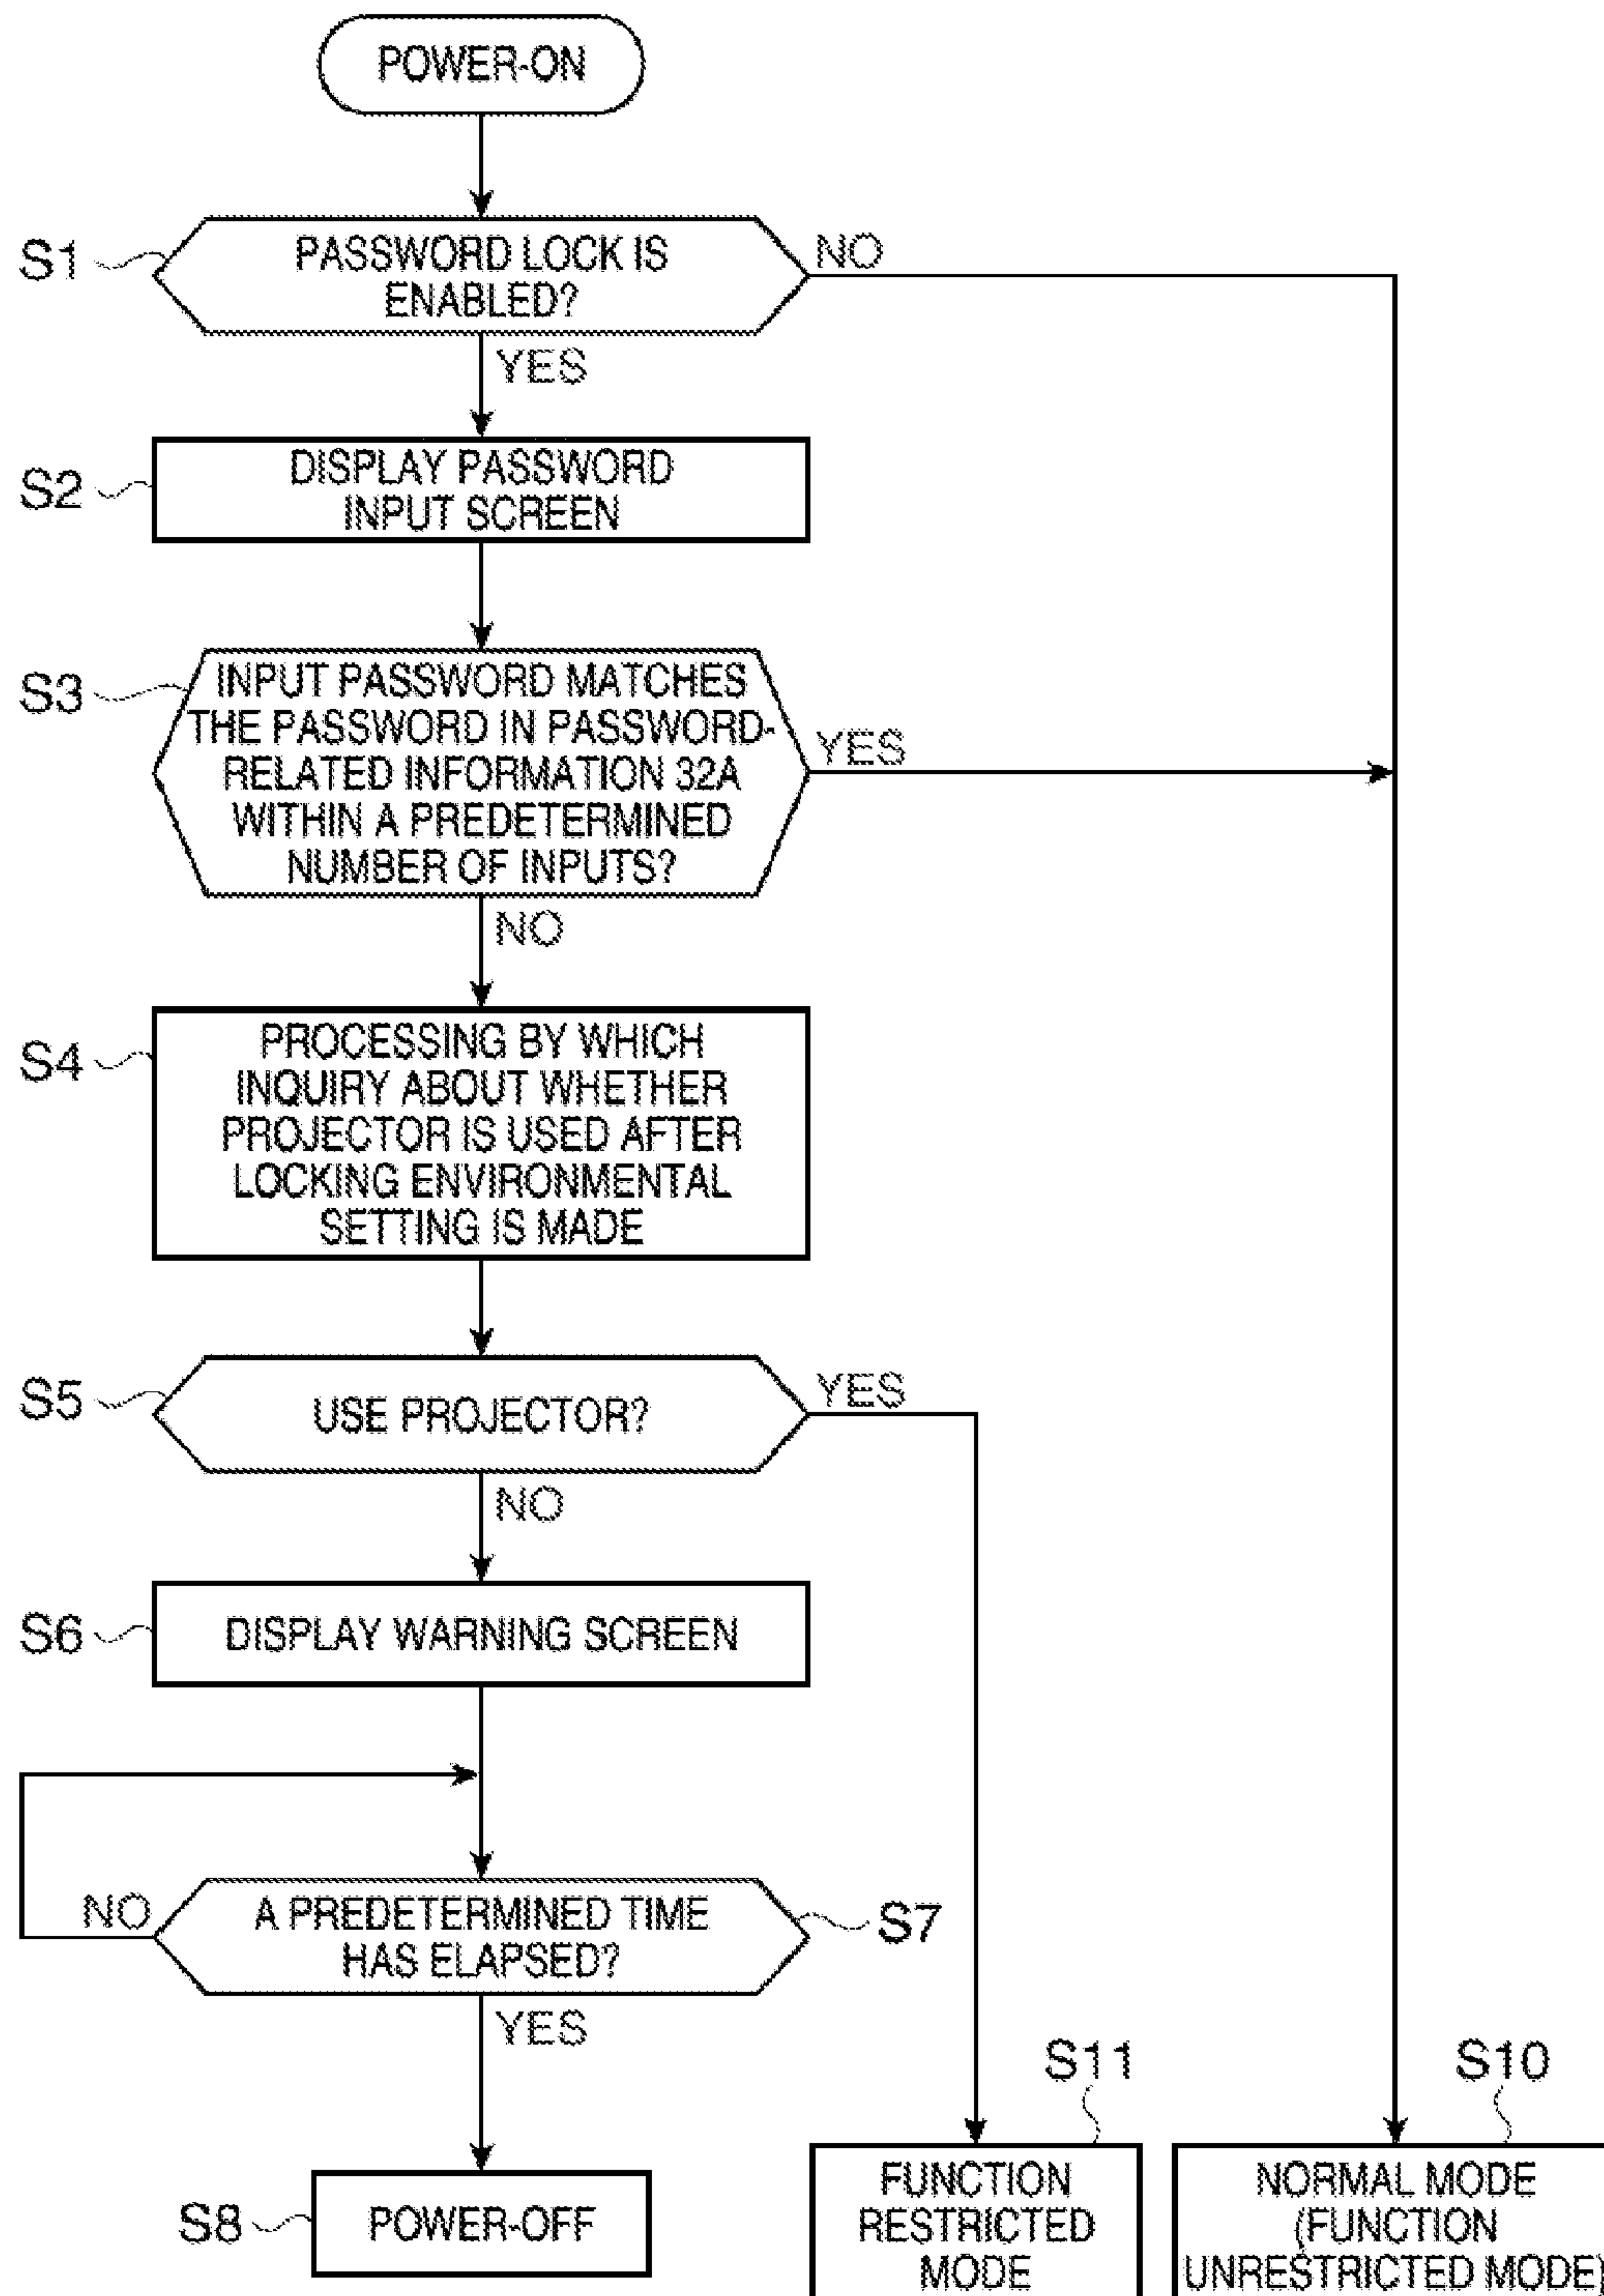 POWER-ON
S1
PASSWORD LOCK IS
ENABLED?
NO
YES
S2
DISPLAY PASSWORD
INPUT SCREEN
S3
INPUT PASSWORD MATCHES
THE PASSWORD IN PASSWORD-
RELATED INFORMATION 32A
WITHIN A PREDETERMINED
NUMBER OF INPUTS?
YES
NO
S4
PROCESSING BY WHICH
INQUIRY ABOUT WHETHER
PROJECTOR IS USED AFTER
LOCKING ENVIRONMENTAL
SETTING IS MADE
S5
USE PROJECTOR?
YES
NO
S6
DISPLAY WARNING SCREEN
NO
A PREDETERMINED TIME
HAS ELAPSED?
S7
YES
S8
POWER-OFF
S11
FUNCTION
RESTRICTED
MODE
S10
NORMAL MODE
(FUNCTION
UNRESTRICTED MODE)